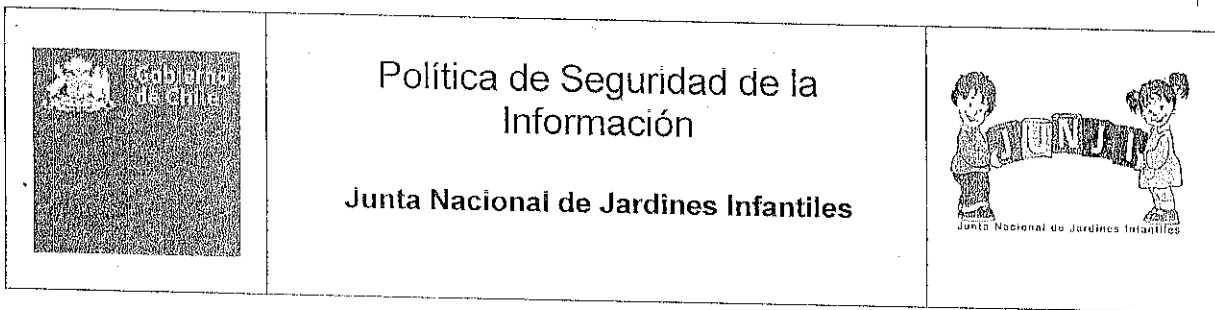 Gobierno
de Chile
Política de Seguridad de la
Información
Junta Nacional de Jardines Infantiles
JUNJI
Junta Nacional de Jardines Infantiles